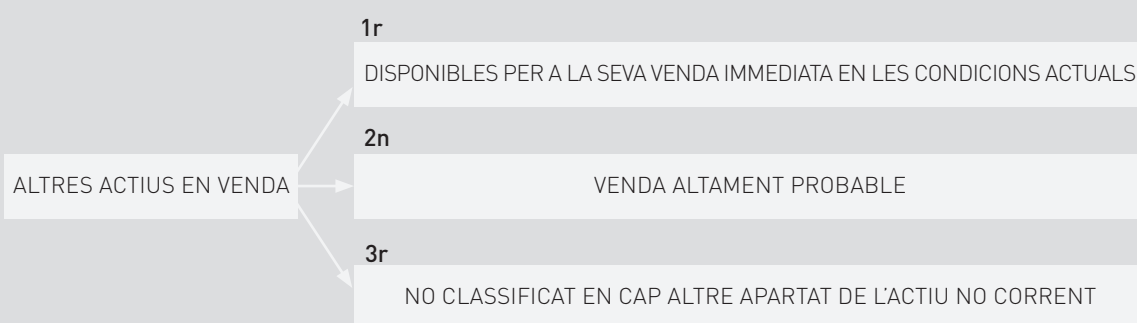 1r
DISPONIBLES PER A LA SEVA VENDA IMMEDIATA EN LES CONDICIONS ACTUALS
2n
ALTRES ACTIUS EN VENDA
VENDA ALTAMENT PROBABLE
3r
NO CLASSIFICAT EN CAP ALTRE APARTAT DE L'ACTIU NO CORRENT